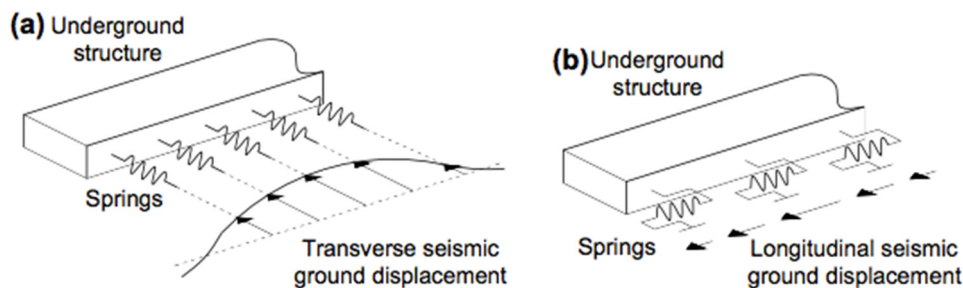 (a) Underground
structure
Springs
Transverse seismic
ground displacement
(b) Underground
structure
Springs
Longitudinal seismic
ground displacement